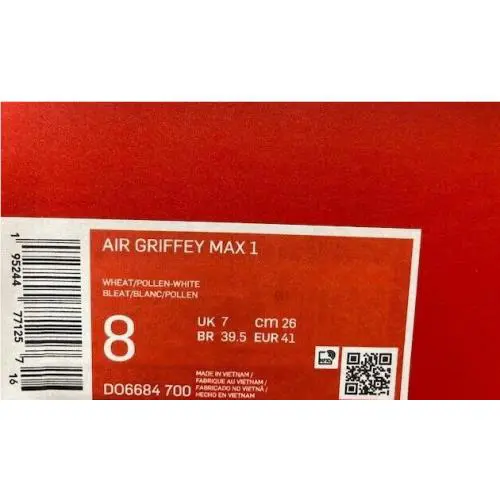 AIR GRIFFEY MAX 1
WHEAT/POLLEN-WHITE
BLEAT/BLANC/POLLEN
8
UK 7 cm 26
BR 39.5 EUR 41
DO6684 700
MADE IN VIETNAM /
FABRIQUE AU VIETNAM /
FABRICADO NO VIETNÃ /
HECHO EN VIETNAM
1 95244 77125 7 16